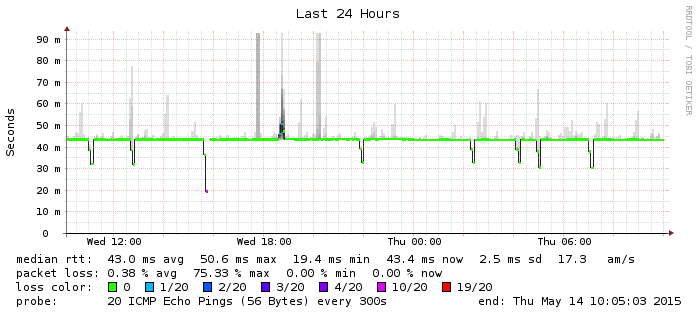 Last 24 Hours
RRDTOOL / TOBI OETIKER
Seconds
90 m
80 m
70 m
60 m
50 m
40 m
30 m
20 m
10 m
0
Wed 12:00 Wed 18:00 Thu 00:00 Thu 06:00
median rtt: 43.0 ms avg 50.6 ms max 19.4 ms min 43.4 ms now 2.5 ms sd 17.3 am/s
packet loss: 0.38 % avg 75.33 % max 0.00 % min 0.00 % now
loss color: 0 1/20 2/20 3/20 4/20 10/20 19/20
probe: 20 ICMP Echo Pings (56 Bytes) every 300s end: Thu May 14 10:05:03 2015